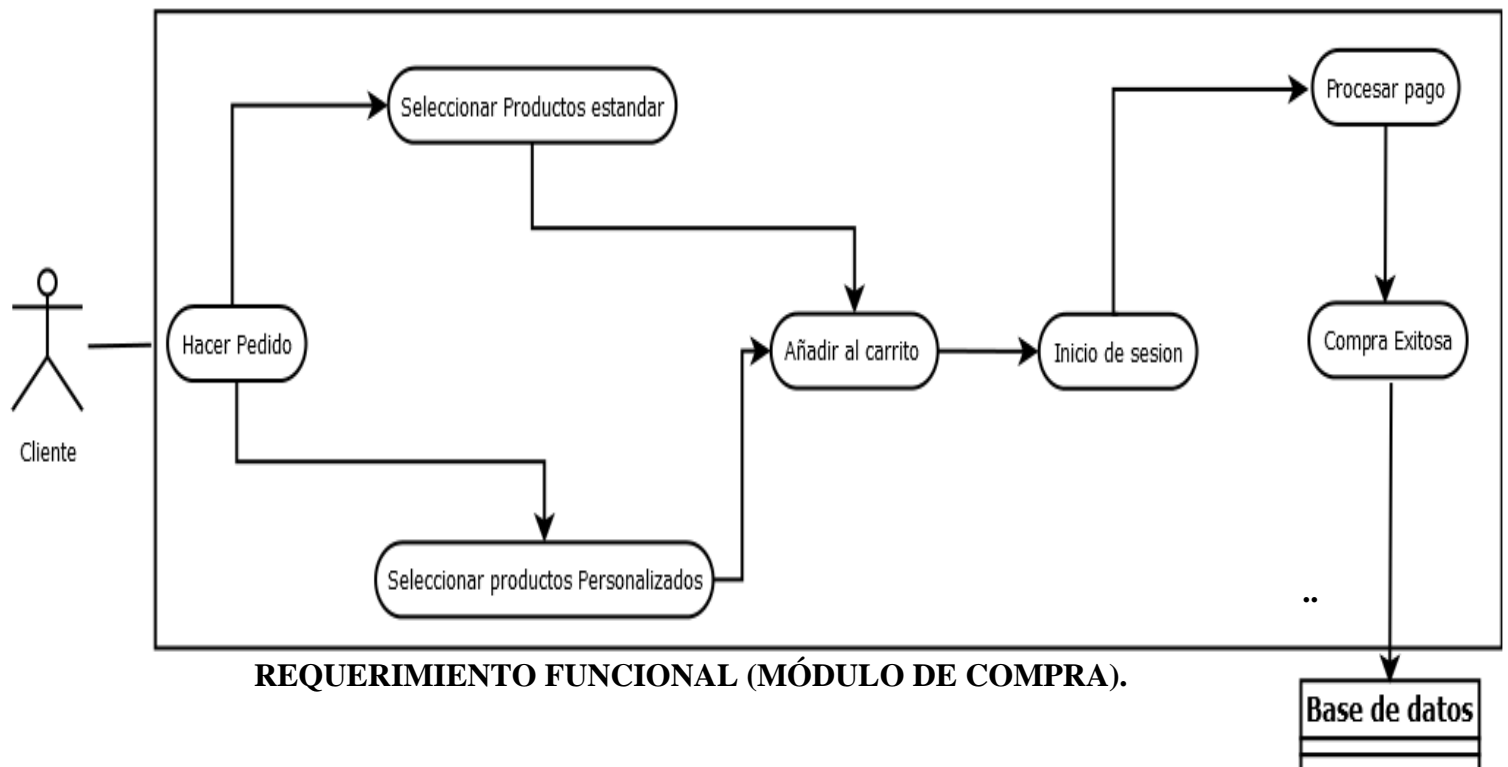 Seleccionar Productos estandar
Procesar pago
Hacer Pedido
Añadir al carrito
Inicio de sesion
Compra Exitosa
Cliente
Seleccionar productos Personalizados
..
REQUERIMIENTO FUNCIONAL (MÓDULO DE COMPRA).
Base de datos